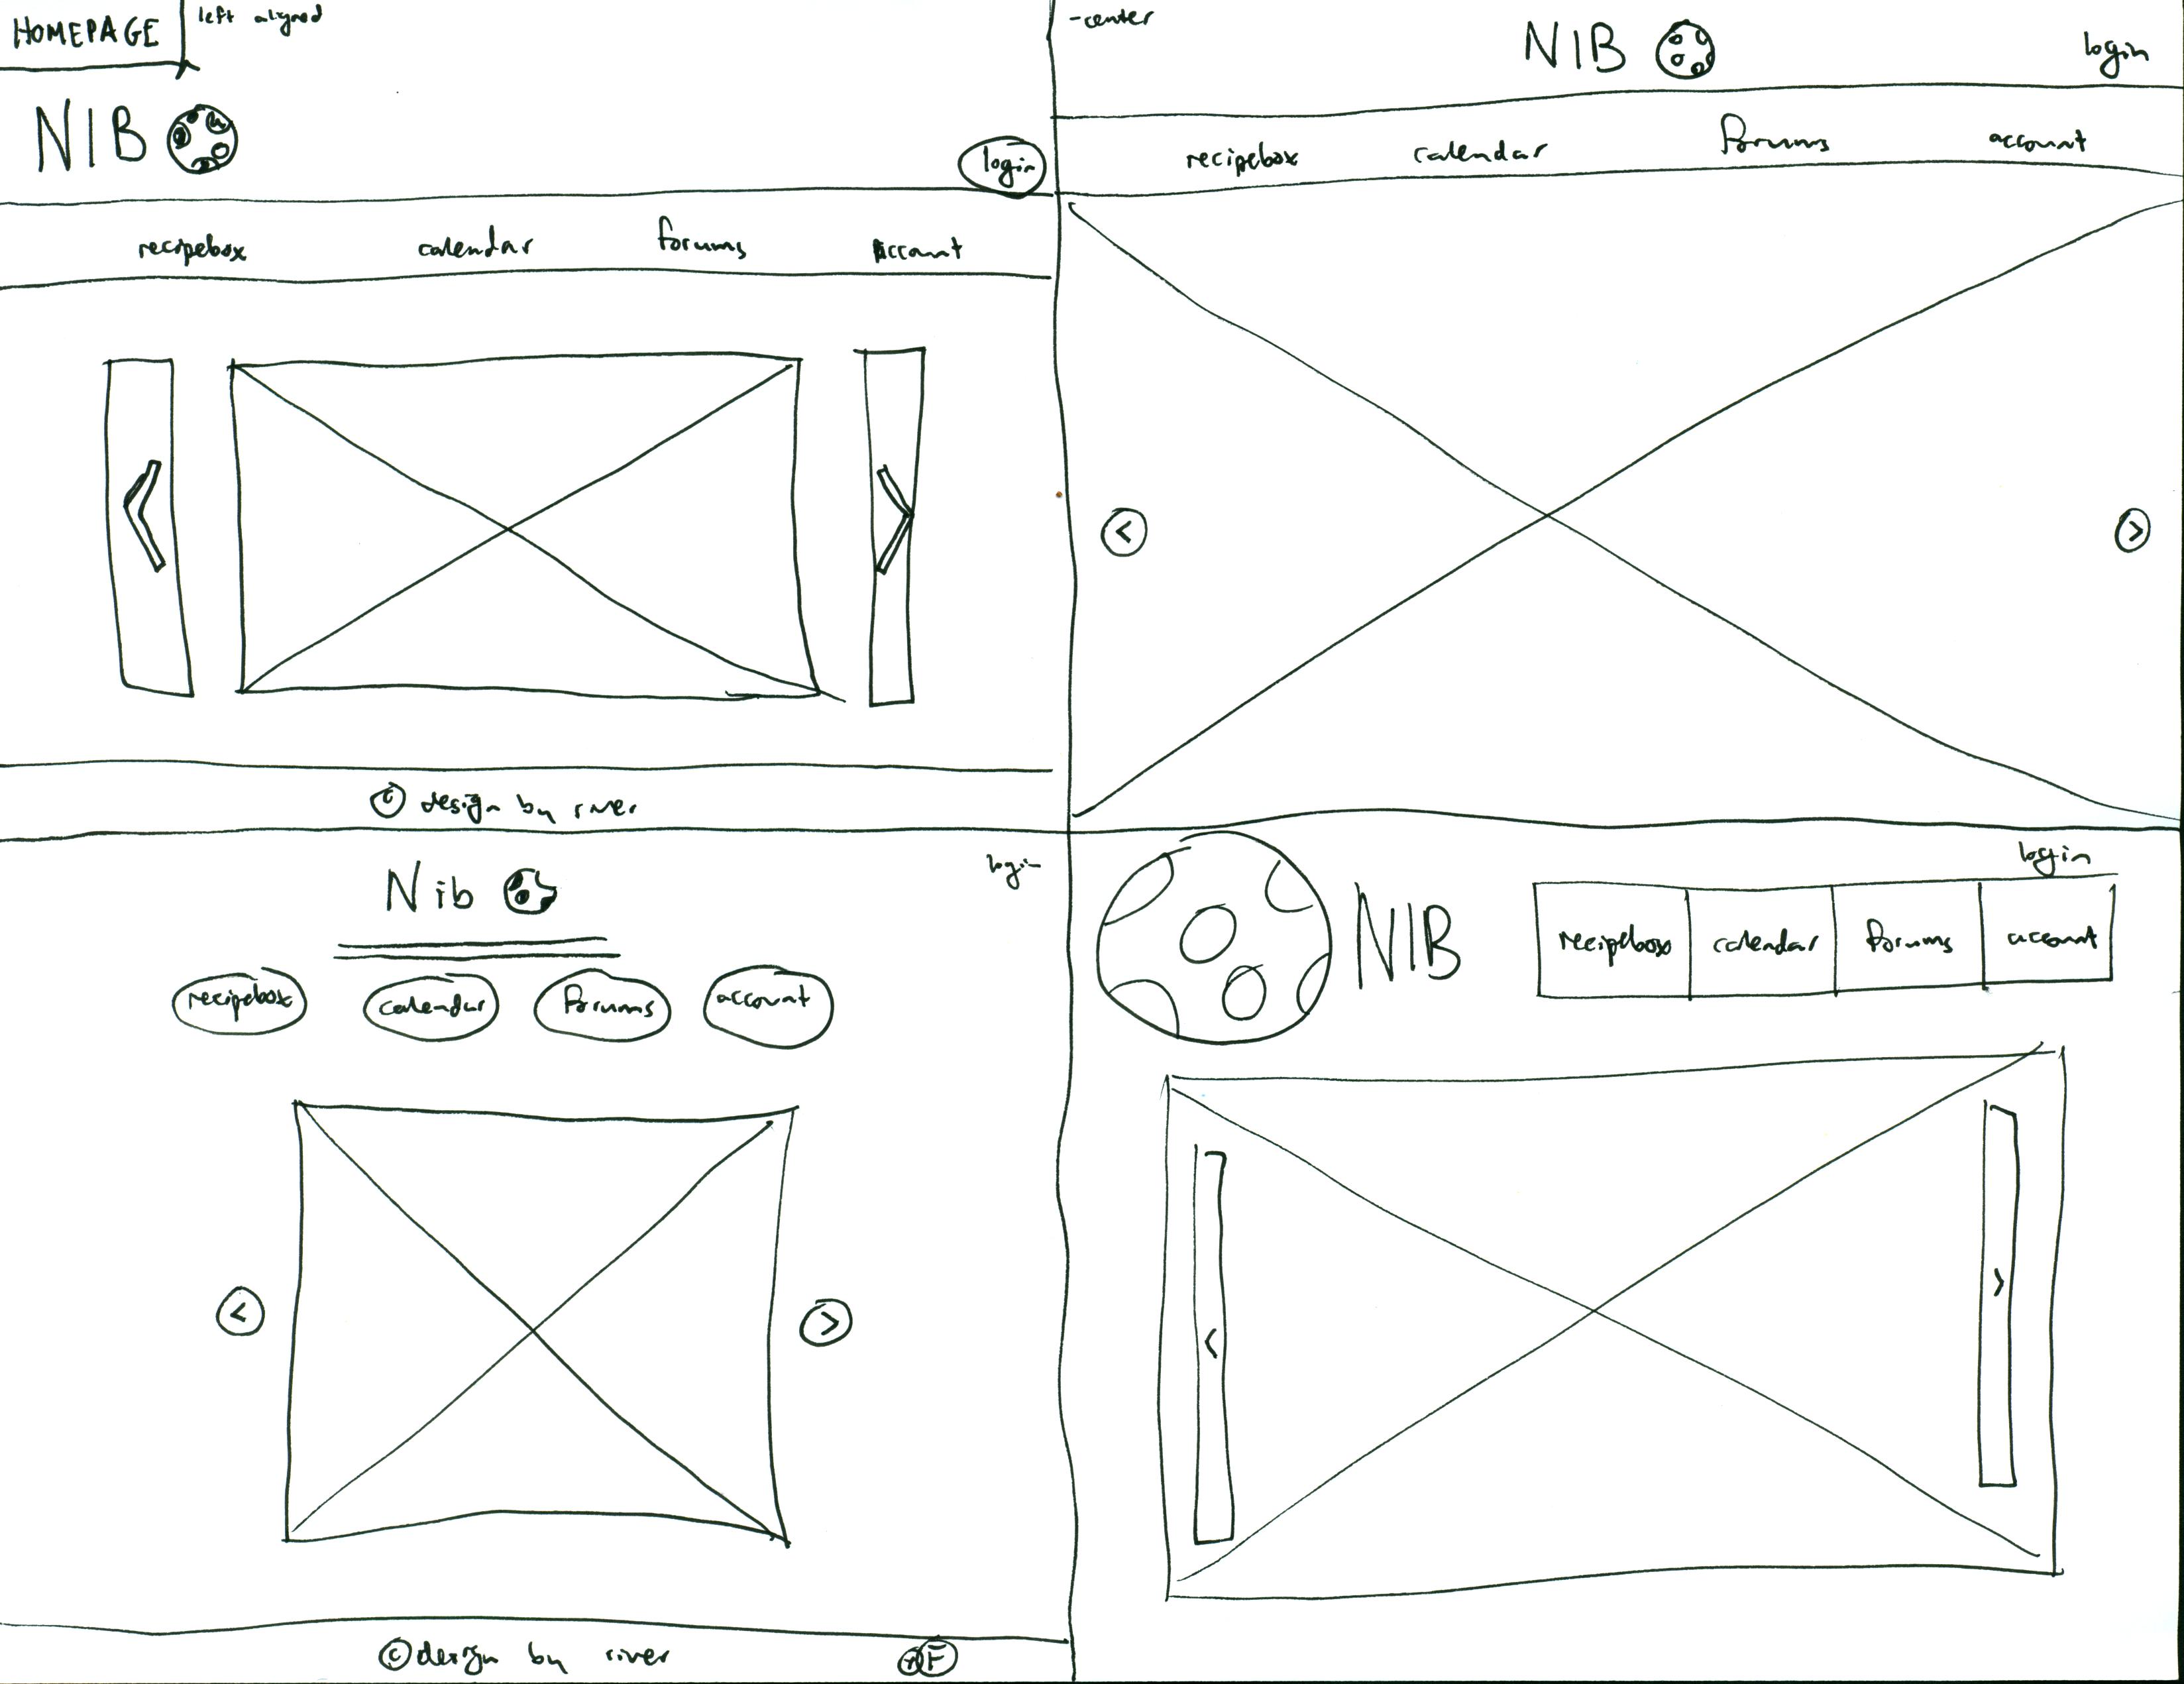 HOMEPAGE
left aligned
NIB
login
recipebox calendar forums account
<
>
© design by river
-center
NIB
login
recipebox calendar forums account
<
>
Nib
login
recipebox calendar forums account
<
>
© design by river
F
NIB
login
recipebox calendar forums account
<
>